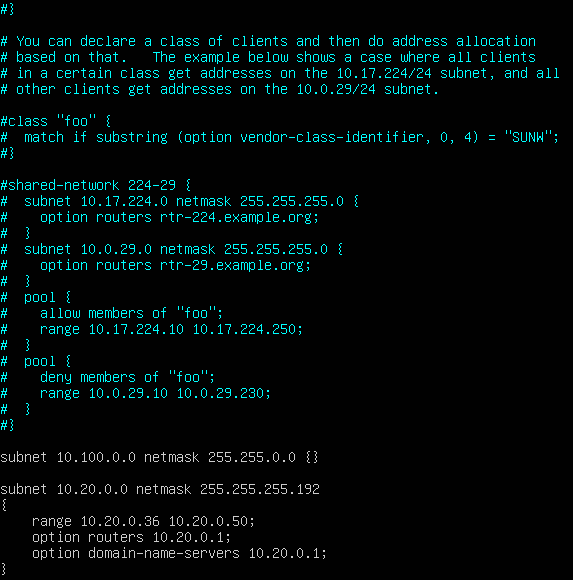 #}
# You can declare a class of clients and then do address allocation
# based on that.   The example below shows a case where all clients
# in a certain class get addresses on the 10.17.224/24 subnet, and all
# other clients get addresses on the 10.0.29/24 subnet.
#class "foo" {
#  match if substring (option vendor-class-identifier, 0, 4) = "SUNW";
#}
#shared-network 224-29 {
#  subnet 10.17.224.0 netmask 255.255.255.0 {
#    option routers rtr-224.example.org;
#  }
#  subnet 10.0.29.0 netmask 255.255.255.0 {
#    option routers rtr-29.example.org;
#  }
#  pool {
#    allow members of "foo";
#    range 10.17.224.10 10.17.224.250;
#  }
#  pool {
#    deny members of "foo";
#    range 10.0.29.10 10.0.29.230;
#  }
#}
subnet 10.100.0.0 netmask 255.255.0.0 {}
subnet 10.20.0.0 netmask 255.255.255.192
{
    range 10.20.0.36 10.20.0.50;
    option routers 10.20.0.1;
    option domain-name-servers 10.20.0.1;
}